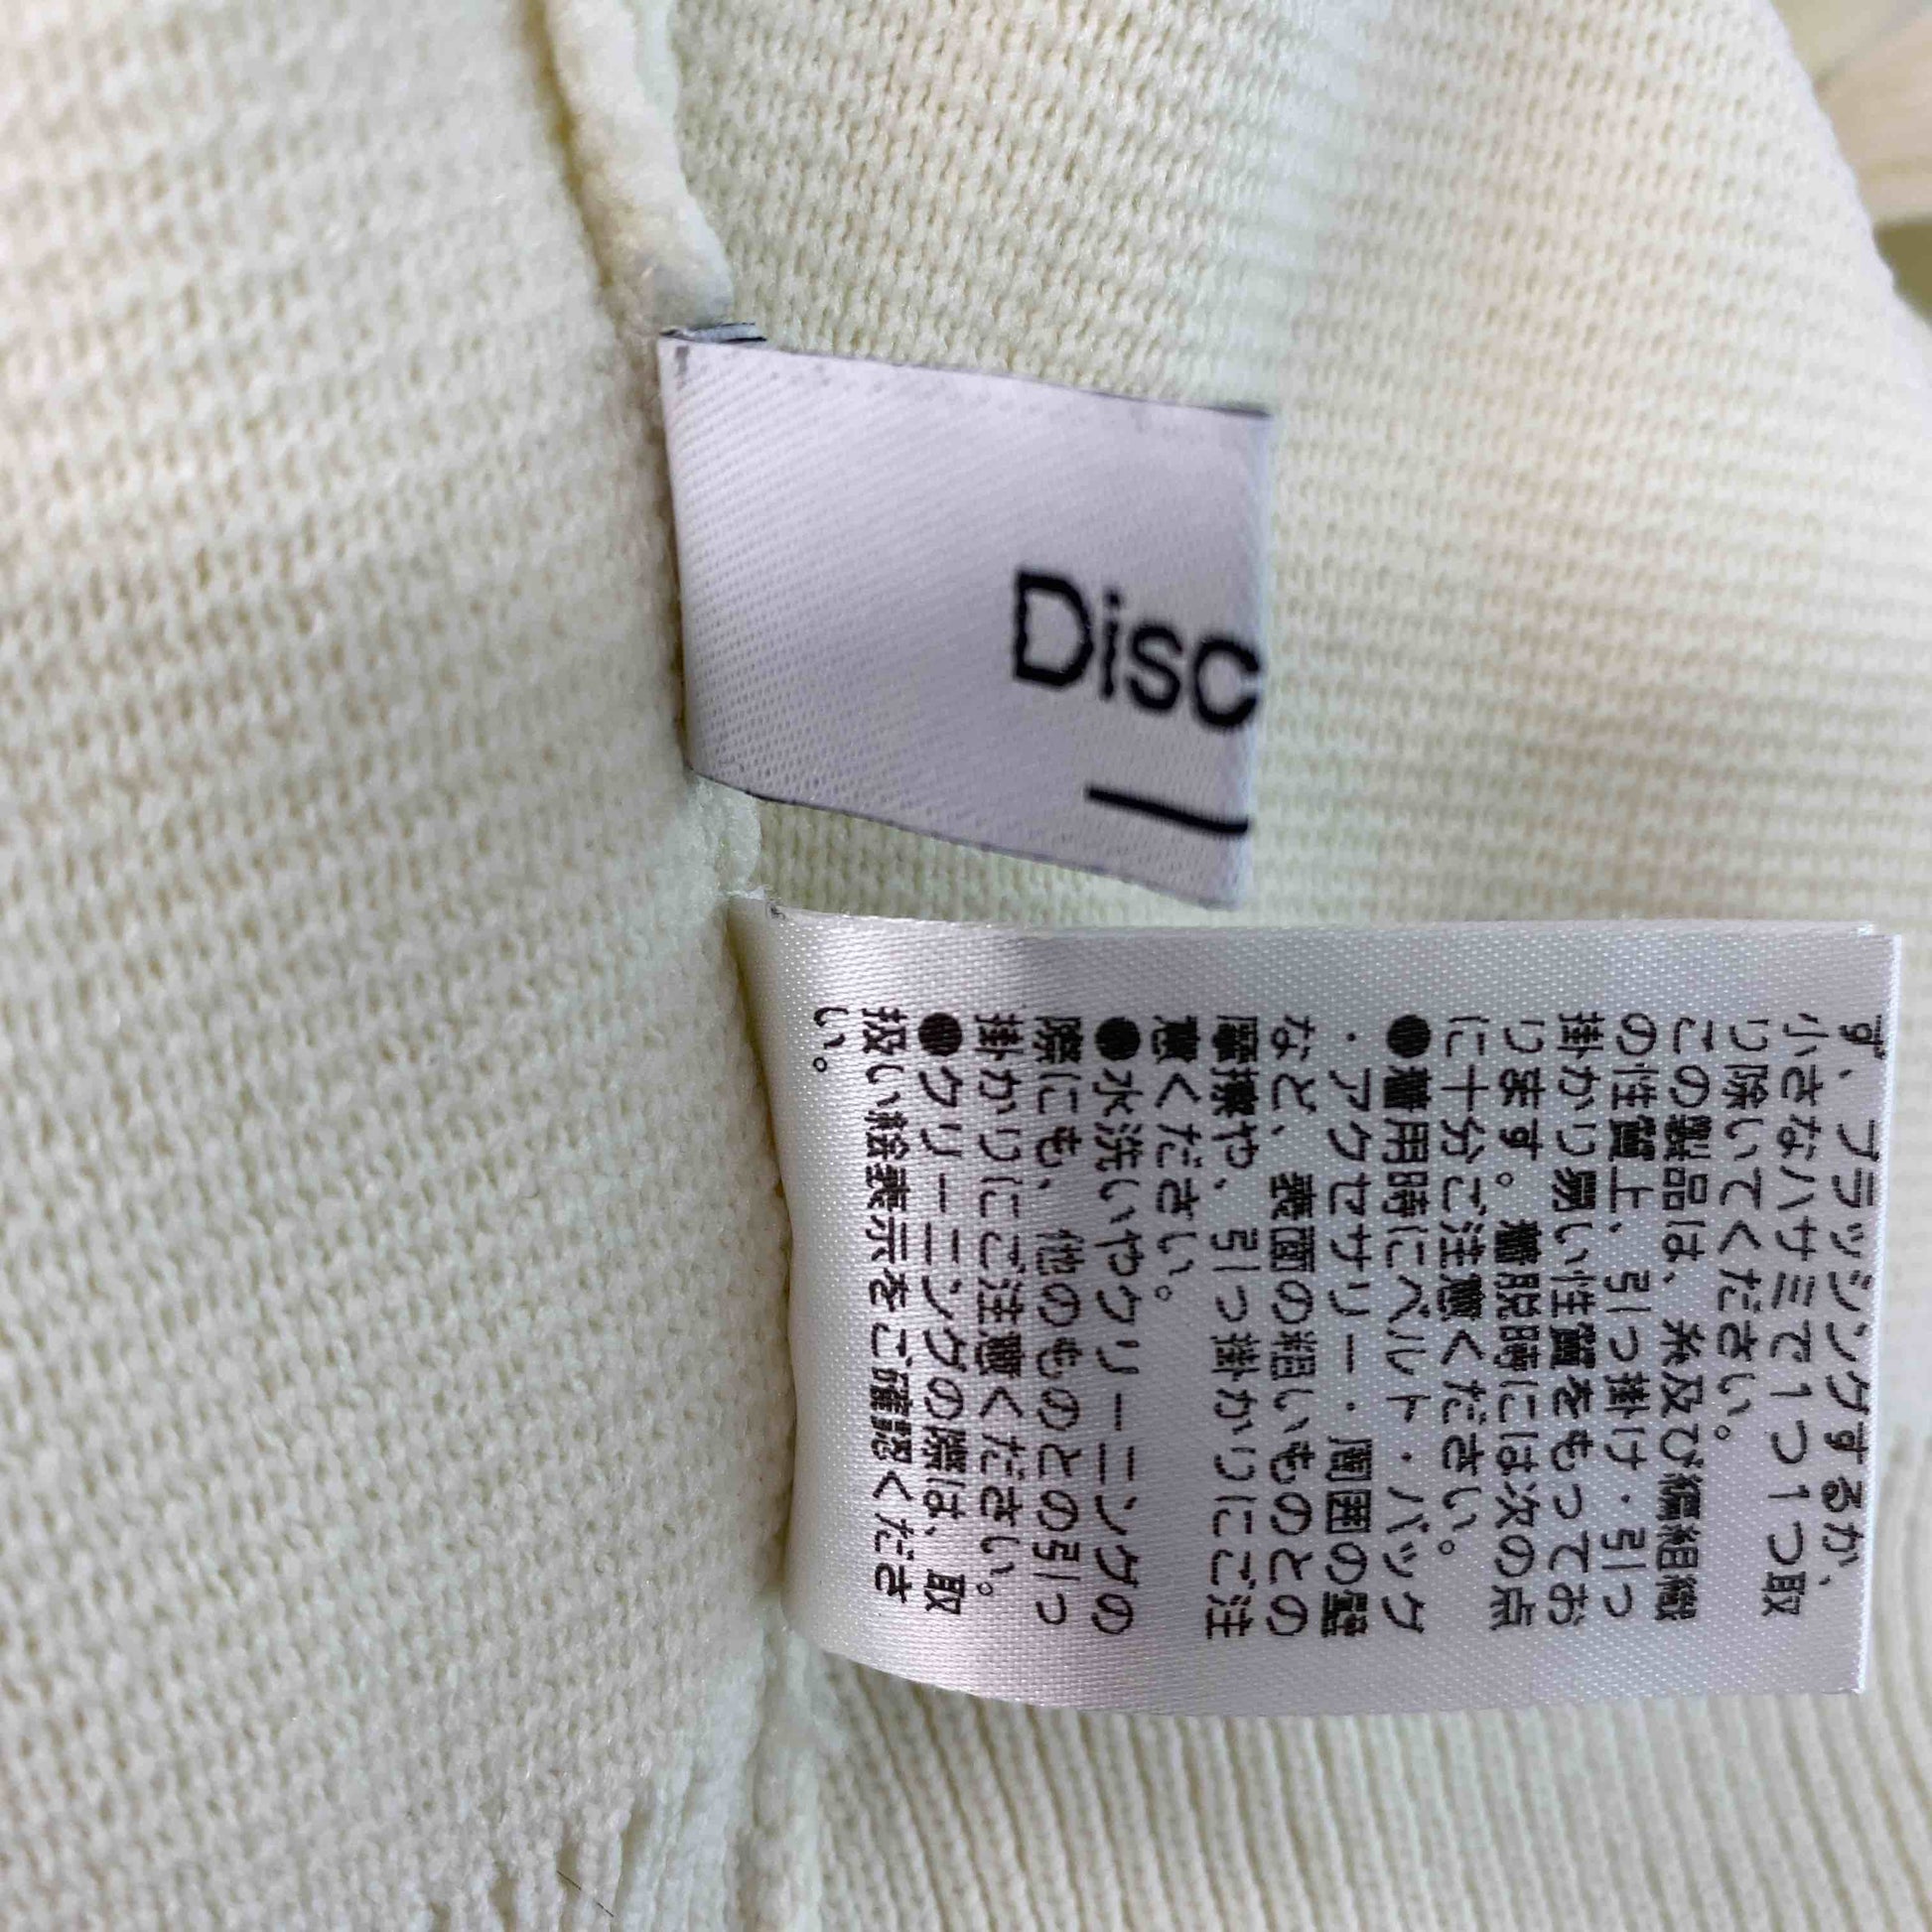 Disc
ず、ブラッシングするか、
小さなハサミで1つ1つ取
り除いてください。
この製品は、糸及び編組織
の性質上、引っ掛け・引っ
掛かり易い性質をもってお
ります。着脱時には次の点
に十分ご注意ください。
●着用時にベルト・バック
・アクセサリー・周囲の壁
など、表面の粗いものとの
摩擦や、引っ掛かりにご注
意ください。
●水洗いやクリーニングの
際にも、他のものとの引っ
掛かりにご注意ください。
●クリーニングの際は、取
扱い絵表示をご確認くださ
い。